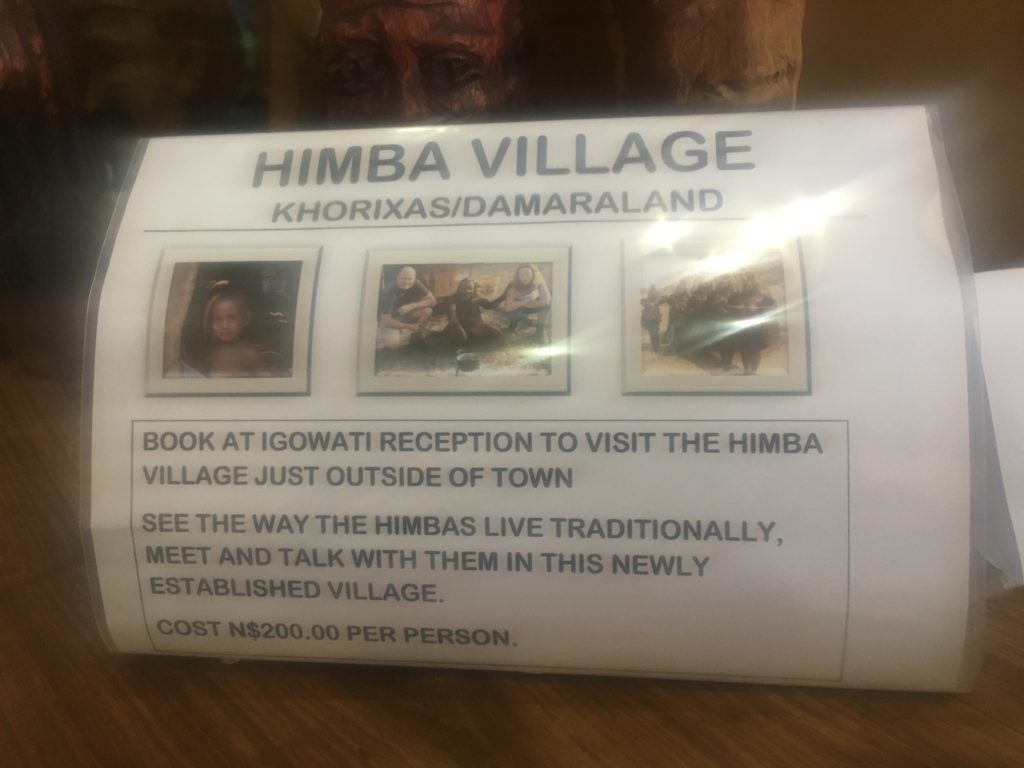 HIMBA VILLAGE
KHORIXAS/DAMARALAND
BOOK AT IGOWATI RECEPTION TO VISIT THE HIMBA
VILLAGE JUST OUTSIDE OF TOWN
SEE THE WAY THE HIMBAS LIVE TRADITIONALLY,
MEET AND TALK WITH THEM IN THIS NEWLY
ESTABLISHED VILLAGE.
COST N$200.00 PER PERSON.